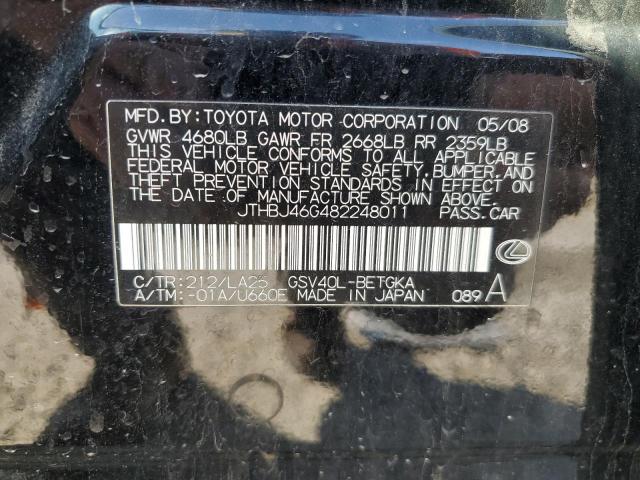 MFD.BY:TOYOTA MOTOR CORPORATION 05/08
GVWR 4680LB GAWR FR 2668LB RR 2359LB
THIS VEHICLE CONFORMS TO ALL APPLICABLE
FEDERAL MOTOR VEHICLE SAFETY,BUMPER,AND
THEFT PREVENTION STANDARDS IN EFFECT ON
THE DATE OF MANUFACTURE SHOWN ABOVE.
JTHBJ46G482248011 PASS.CAR
C/TR:212/LA25 GSV40L-BETGKA
A/TM:-01A/U660E MADE IN JAPAN 089 A